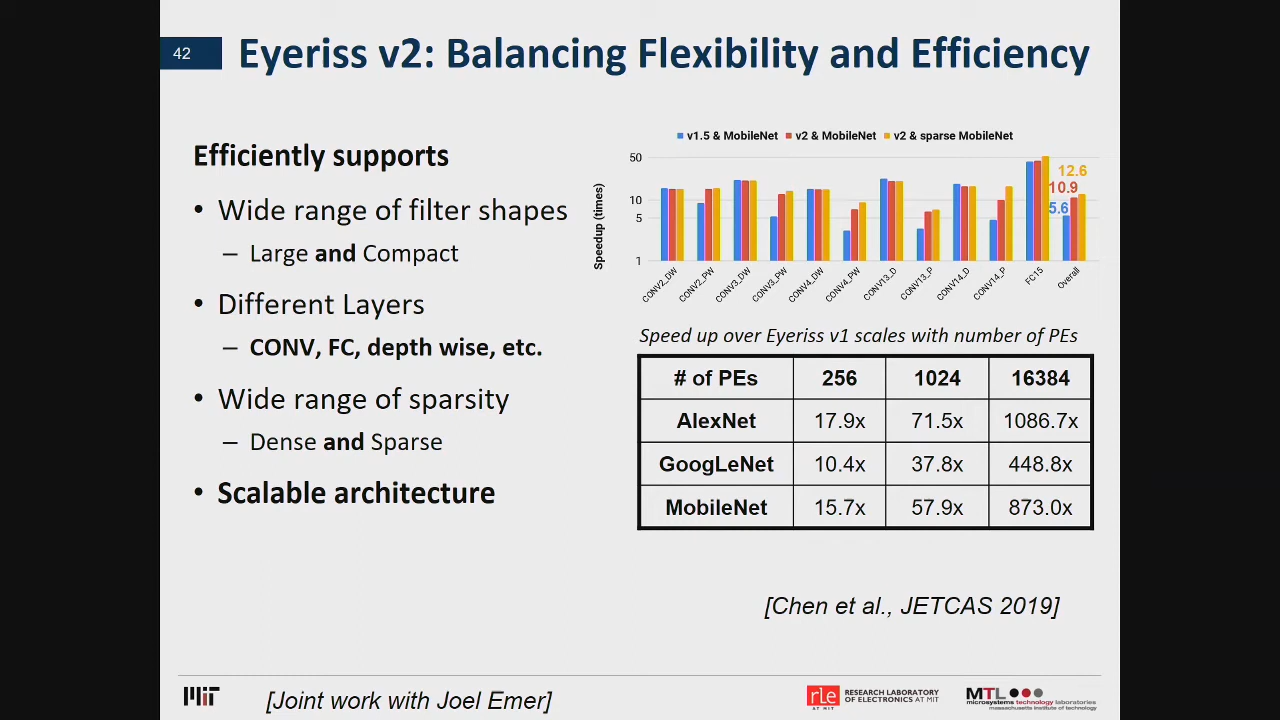 42
Eyeriss v2: Balancing Flexibility and Efficiency
Efficiently supports
• Wide range of filter shapes
– Large and Compact
• Different Layers
– CONV, FC, depth wise, etc.
• Wide range of sparsity
– Dense and Sparse
• Scalable architecture
v1.5 & MobileNet v2 & MobileNet v2 & sparse MobileNet
Speedup (times)
50
10
5
1
12.6
10.9
5.6
CONV2_DW CONV2_PW CONV3_DW CONV3_PW CONV4_DW CONV4_PW CONV13_D CONV13_P CONV14_D CONV14_P FC15 Overall
Speed up over Eyeriss v1 scales with number of PEs
# of PEs 256 1024 16384
AlexNet 17.9x 71.5x 1086.7x
GoogLeNet 10.4x 37.8x 448.8x
MobileNet 15.7x 57.9x 873.0x
[Chen et al., JETCAS 2019]
MIT
[Joint work with Joel Emer]
rle
AT MIT
RESEARCH LABORATORY
OF ELECTRONICS AT MIT
MTL
microsystems technology laboratories
massachusetts institute of technology